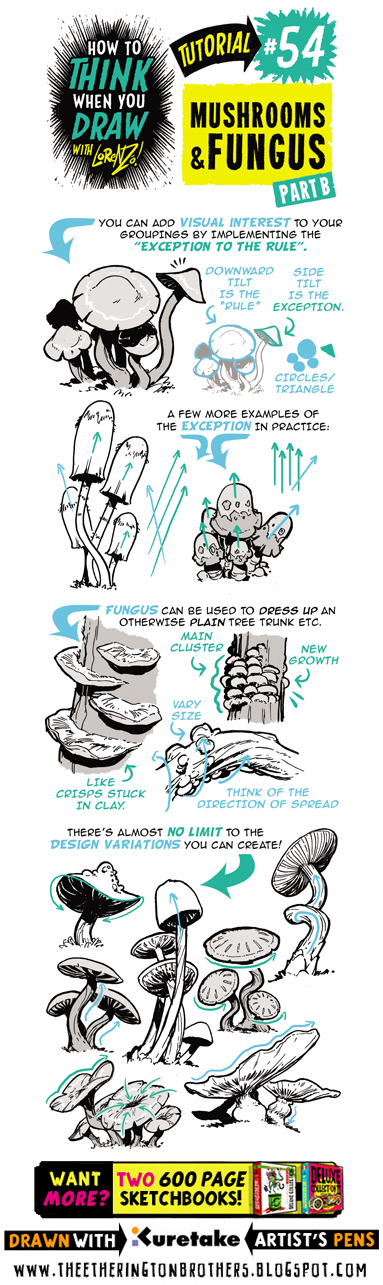 HOW TO
THINK
WHEN YOU
DRAW
WITH LORENZO!
TUTORIAL
#54
MUSHROOMS
& FUNGUS
PART B
YOU CAN ADD VISUAL INTEREST TO YOUR
GROUPINGS BY IMPLEMENTING THE
"EXCEPTION TO THE RULE".
DOWNWARD
TILT
IS THE
"RULE"
SIDE
TILT
IS THE
EXCEPTION.
CIRCLES/
TRIANGLE
A FEW MORE EXAMPLES OF
THE EXCEPTION IN PRACTICE:
FUNGUS CAN BE USED TO DRESS UP AN
OTHERWISE PLAIN TREE TRUNK ETC.
MAIN
CLUSTER
NEW
GROWTH
VARY
SIZE
LIKE
CRISPS STUCK
IN CLAY.
THINK OF THE
DIRECTION OF SPREAD
THERE'S ALMOST NO LIMIT TO THE
DESIGN VARIATIONS YOU CAN CREATE!
WANT
MORE?
TWO 600 PAGE
SKETCHBOOKS!
DELUXE
DRAWN WITH Kuretake ARTIST'S PENS
WWW.THEETHERINGTONBROTHERS.BLOGSPOT.COM